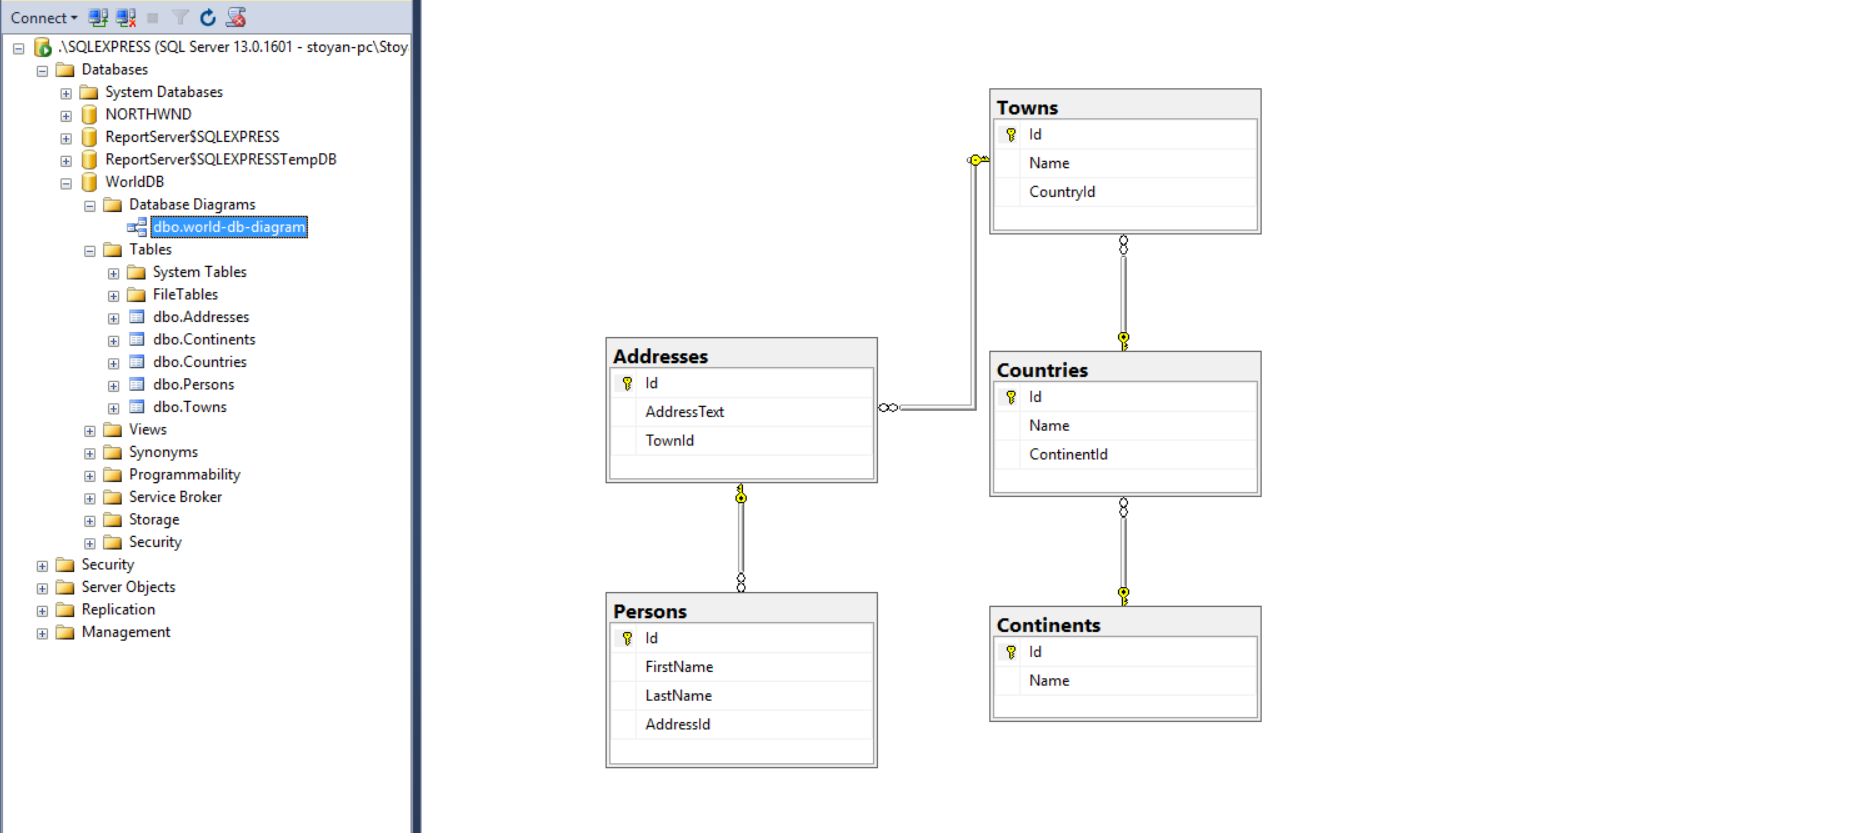 Connect
.\SQLEXPRESS (SQL Server 13.0.1601 - stoyan-pc\Stoy
Databases
System Databases
NORTHWND
ReportServer$SQLEXPRESS
ReportServer$SQLEXPRESSTempDB
WorldDB
Database Diagrams
dbo.world-db-diagram
Tables
System Tables
FileTables
dbo.Addresses
dbo.Continents
dbo.Countries
dbo.Persons
dbo.Towns
Views
Synonyms
Programmability
Service Broker
Storage
Security
Security
Server Objects
Replication
Management
Towns
Id
Name
CountryId
Addresses
Id
AddressText
TownId
Countries
Id
Name
ContinentId
Persons
Id
FirstName
LastName
AddressId
Continents
Id
Name